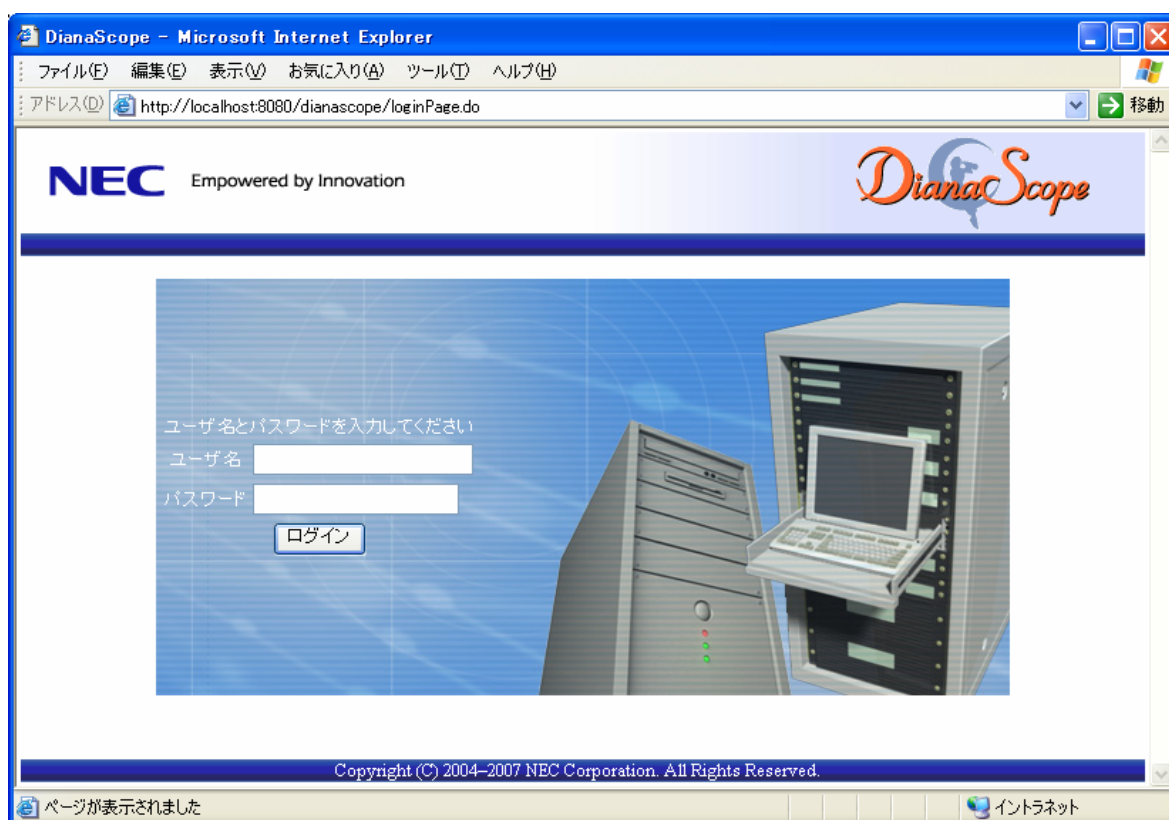 DianaScope - Microsoft Internet Explorer
ファイル(F) 編集(E) 表示(V) お気に入り(A) ツール(T) ヘルプ(H)
アドレス(D) http://localhost:8080/dianascope/loginPage.do 移動
NEC Empowered by Innovation DianaScope
ユーザ名とパスワードを入力してください
ユーザ名
パスワード
ログイン
Copyright (C) 2004-2007 NEC Corporation. All Rights Reserved.
ページが表示されました イントラネット